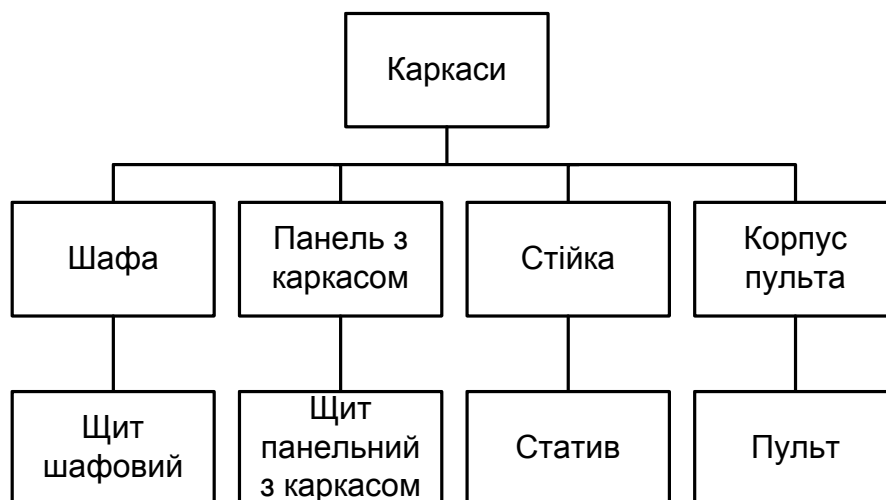 Каркаси
Шафа
Панель з
каркасом
Стійка
Корпус
пульта
Щит
шафовий
Щит
панельний
з каркасом
Статив
Пульт